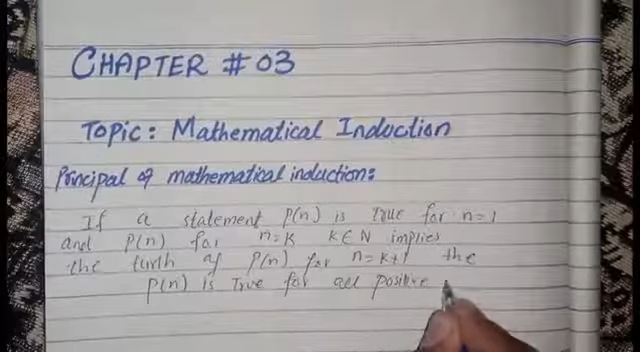 CHAPTER # 03
Topic: Mathematical Induction
Principal of mathematical induction:
If a statement P(n) is True for n=1
and P(n) for n=k k∈N implies
the turth of P(n) for n=k+1 the
P(n) is True for all positive